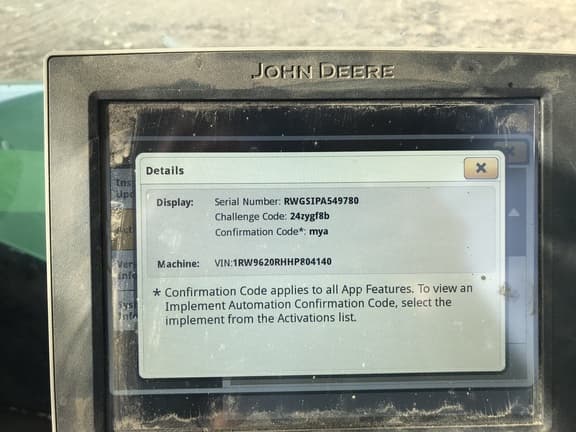 JOHN DEERE
Details
Display: Serial Number: RWGSIPA549780
Challenge Code: 24zygf8b
Confirmation Code*: mya
Machine: VIN:1RW9620RHHP804140
* Confirmation Code applies to all App Features. To view an
Implement Automation Confirmation Code, select the
implement from the Activations list.